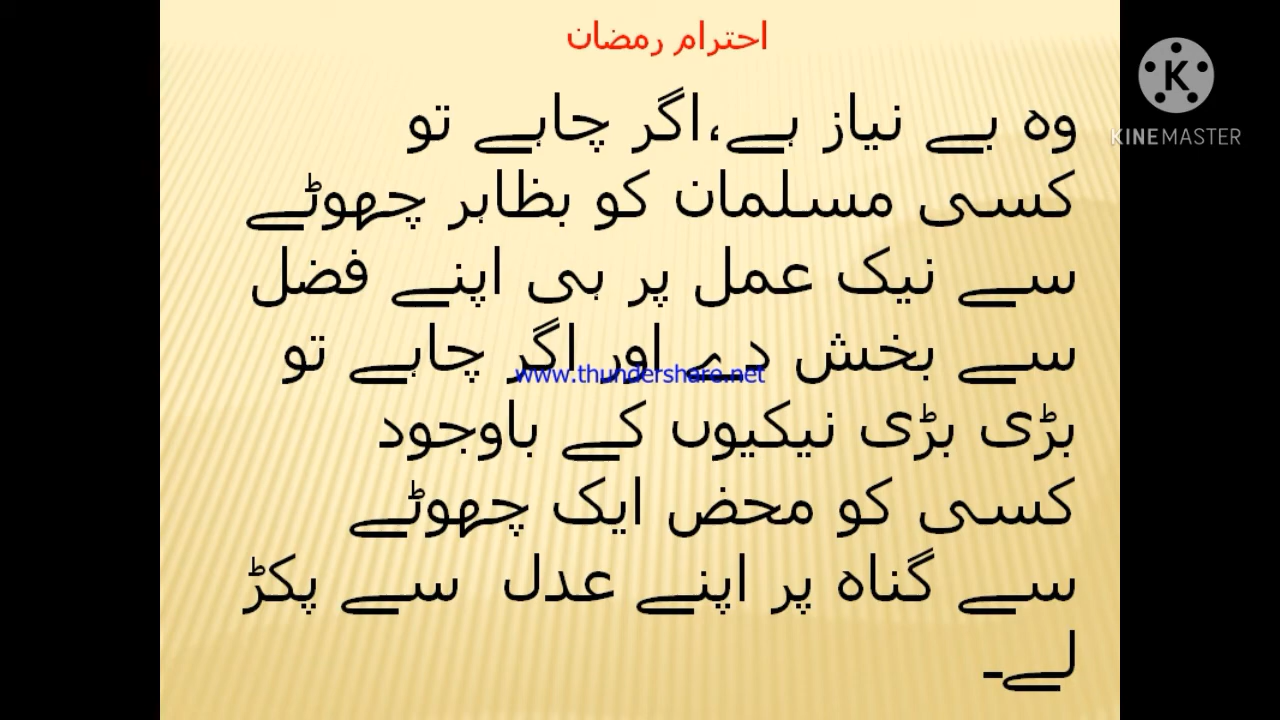 احترام رمضان
وہ بے نیاز ہے،اگر چاہے تو
کسی مسلمان کو بظاہر چھوٹے
سے نیک عمل پر ہی اپنے فضل
سے بخش دے اور اگر چاہے تو
بڑی بڑی نیکیوں کے باوجود
کسی کو محض ایک چھوٹے
سے گناہ پر اپنے عدل سے پکڑ
لے۔
www.thundershare.net
K
KINEMASTER